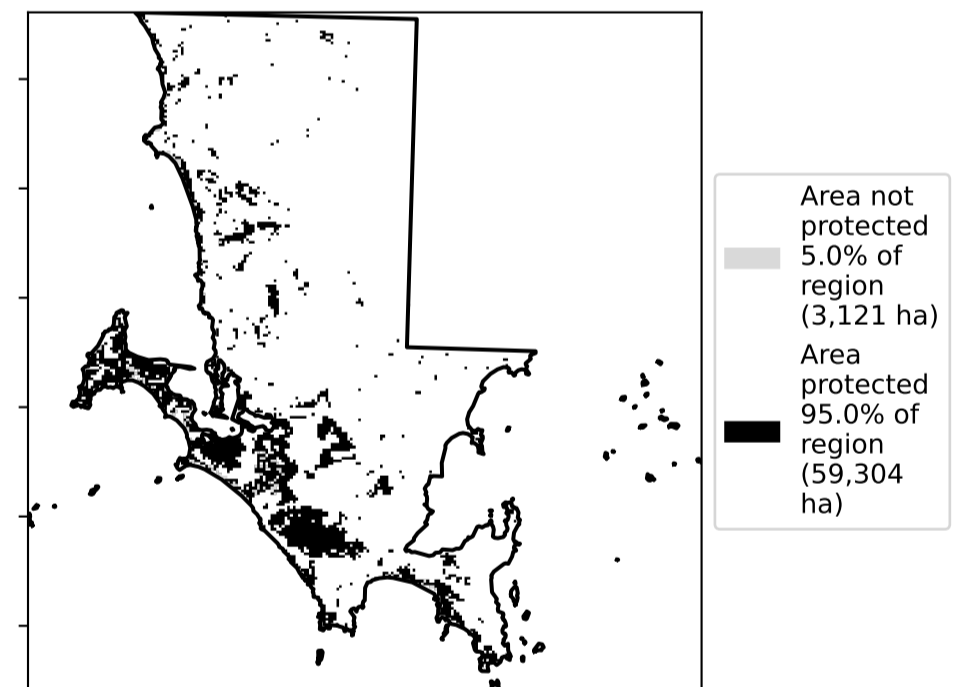 Area not
protected
5.0% of
region
(3,121 ha)
Area
protected
95.0% of
region
(59,304
ha)